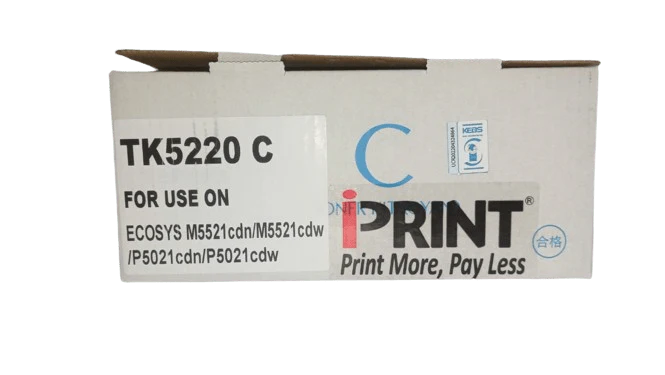 TK5220 C
FOR USE ON
ECOSYS M5521cdn/M5521cdw
/P5021cdn/P5021cdw
C
KEBS
iPRINT®
Print More, Pay Less
合格